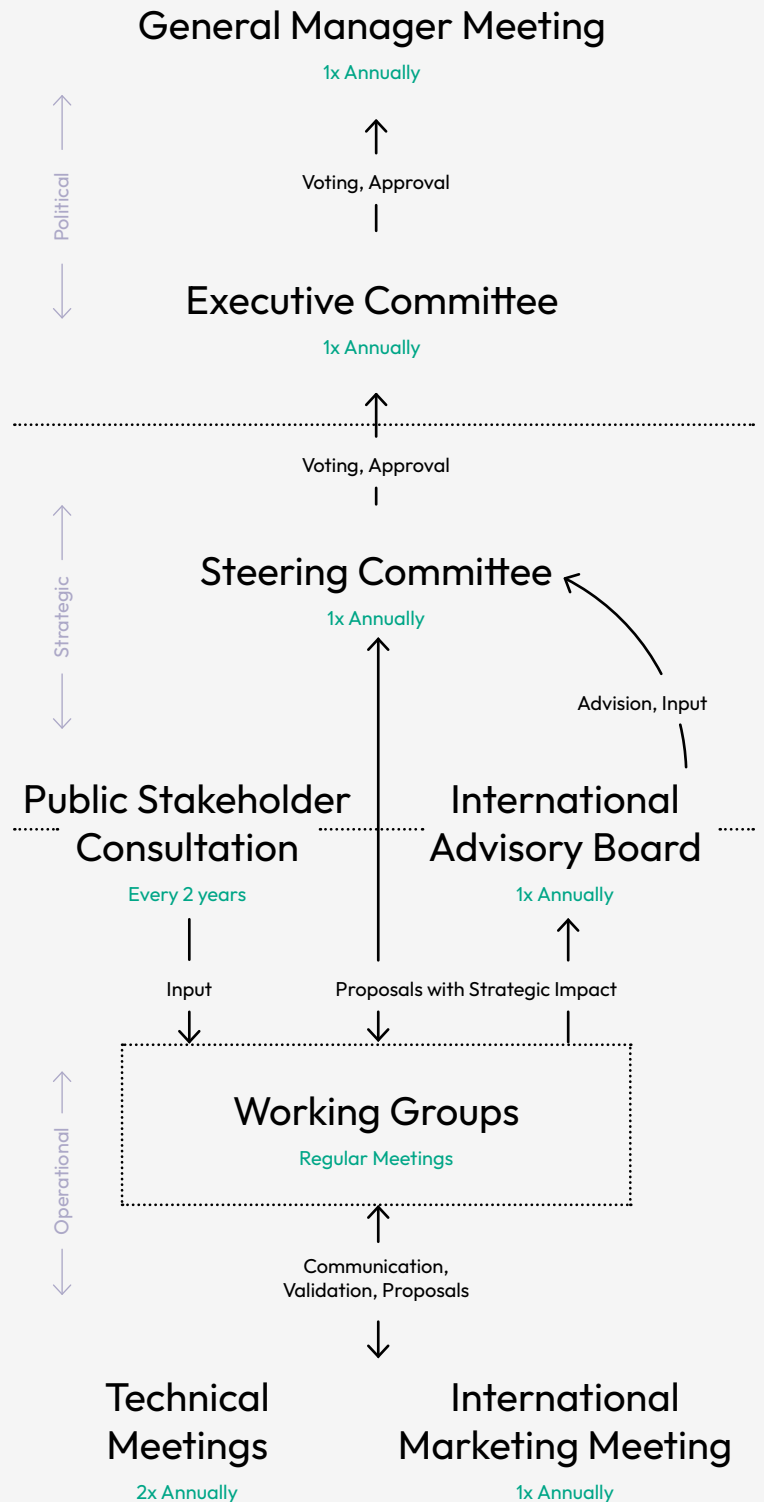 General Manager Meeting
1x Annually
Political
Voting, Approval
Executive Committee
1x Annually
Voting, Approval
Strategic
Steering Committee
1x Annually
Advision, Input
Public Stakeholder
Consultation
Every 2 years
International
Advisory Board
1x Annually
Input
Proposals with Strategic Impact
Operational
Working Groups
Regular Meetings
Communication,
Validation, Proposals
Technical
Meetings
2x Annually
International
Marketing Meeting
1x Annually